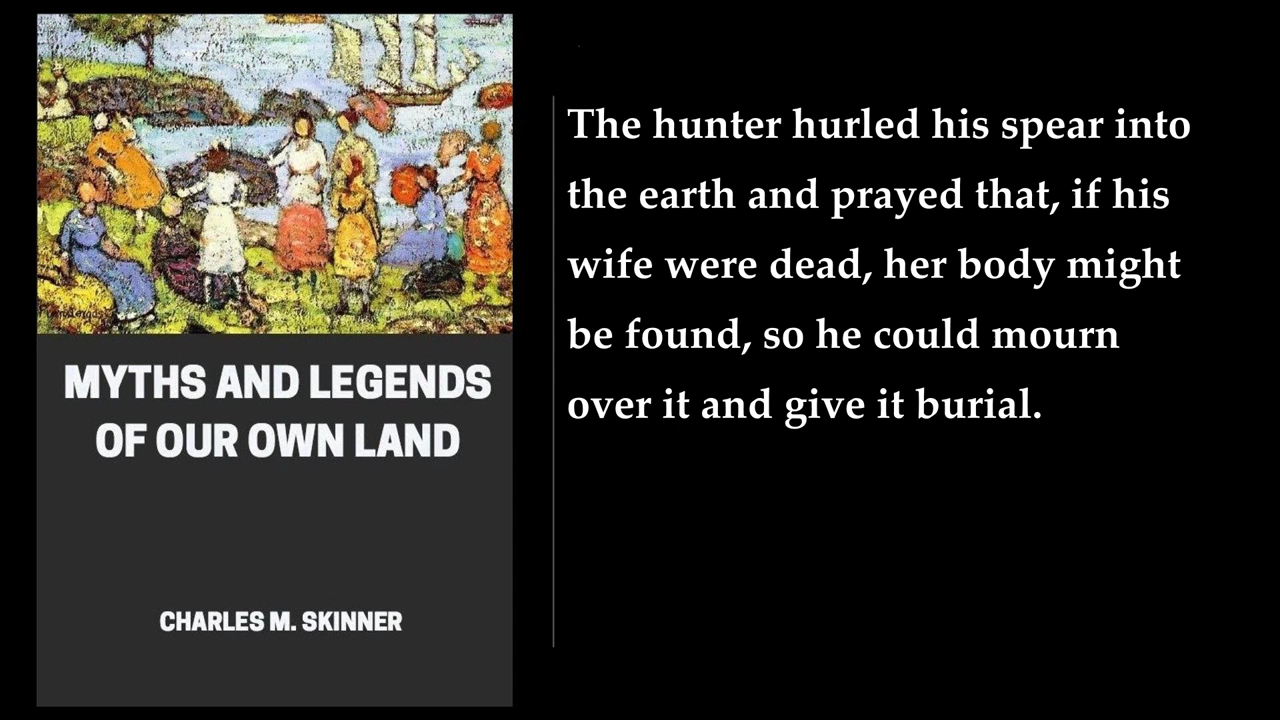 MYTHS AND LEGENDS
OF OUR OWN LAND
CHARLES M. SKINNER
The hunter hurled his spear into
the earth and prayed that, if his
wife were dead, her body might
be found, so he could mourn
over it and give it burial.